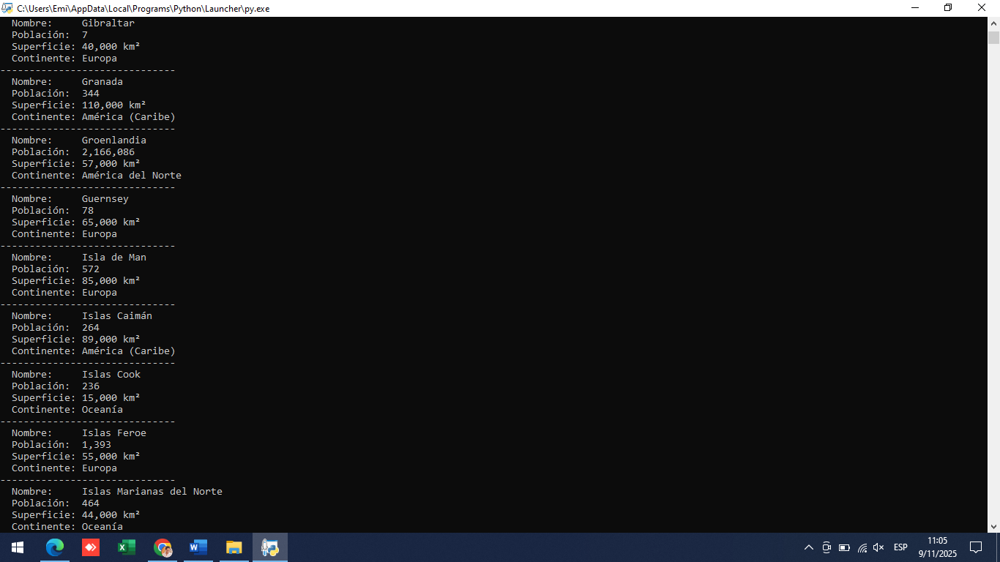 C:\Users\Emi\AppData\Local\Programs\Python\Launcher\py.exe
Nombre:     Gibraltar
Población:  7
Superficie: 40,000 km²
Continente: Europa
------------------------------
Nombre:     Granada
Población:  344
Superficie: 110,000 km²
Continente: América (Caribe)
------------------------------
Nombre:     Groenlandia
Población:  2,166,086
Superficie: 57,000 km²
Continente: América del Norte
------------------------------
Nombre:     Guernsey
Población:  78
Superficie: 65,000 km²
Continente: Europa
------------------------------
Nombre:     Isla de Man
Población:  572
Superficie: 85,000 km²
Continente: Europa
------------------------------
Nombre:     Islas Caimán
Población:  264
Superficie: 89,000 km²
Continente: América (Caribe)
------------------------------
Nombre:     Islas Cook
Población:  236
Superficie: 15,000 km²
Continente: Oceanía
------------------------------
Nombre:     Islas Feroe
Población:  1,393
Superficie: 55,000 km²
Continente: Europa
------------------------------
Nombre:     Islas Marianas del Norte
Población:  464
Superficie: 44,000 km²
Continente: Oceanía
ESP
11:05
9/11/2025